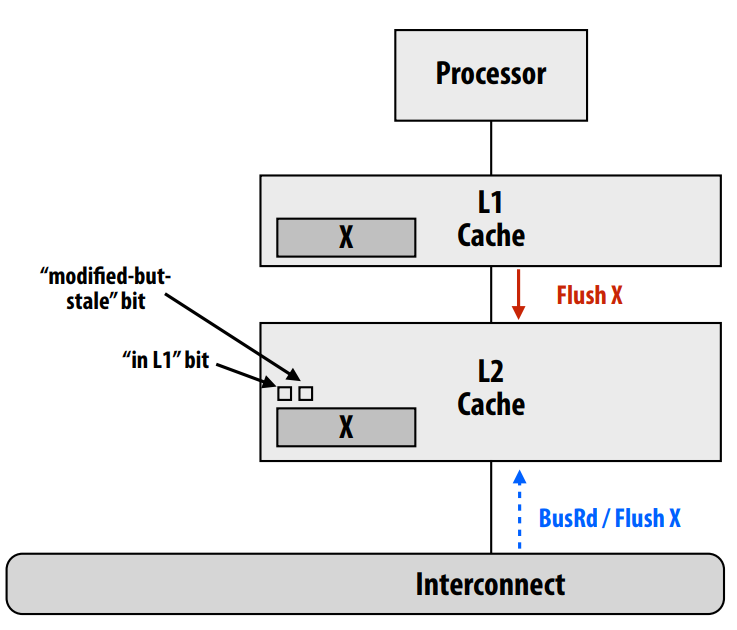 Processor
L1
Cache
X
“modified-but-
stale” bit
Flush X
“in L1” bit
L2
Cache
X
BusRd / Flush X
Interconnect